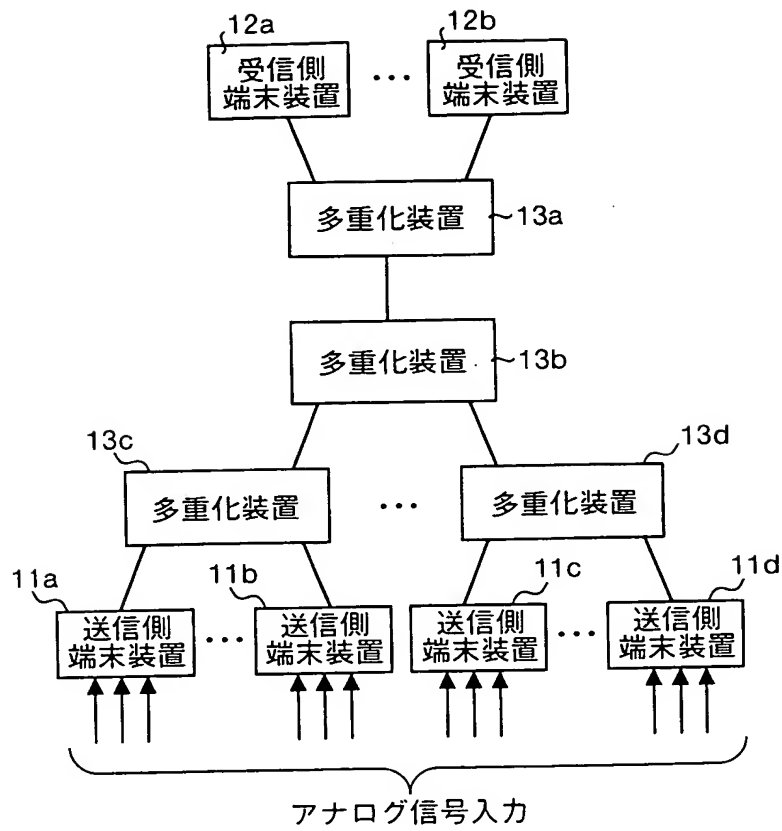 12a
12b
受信側
端末装置
...
受信側
端末装置
多重化装置
13a
多重化装置
13b
13c
13d
多重化装置
...
多重化装置
11a
11b
11c
11d
送信側
端末装置
...
送信側
端末装置
送信側
端末装置
...
送信側
端末装置
アナログ信号入力